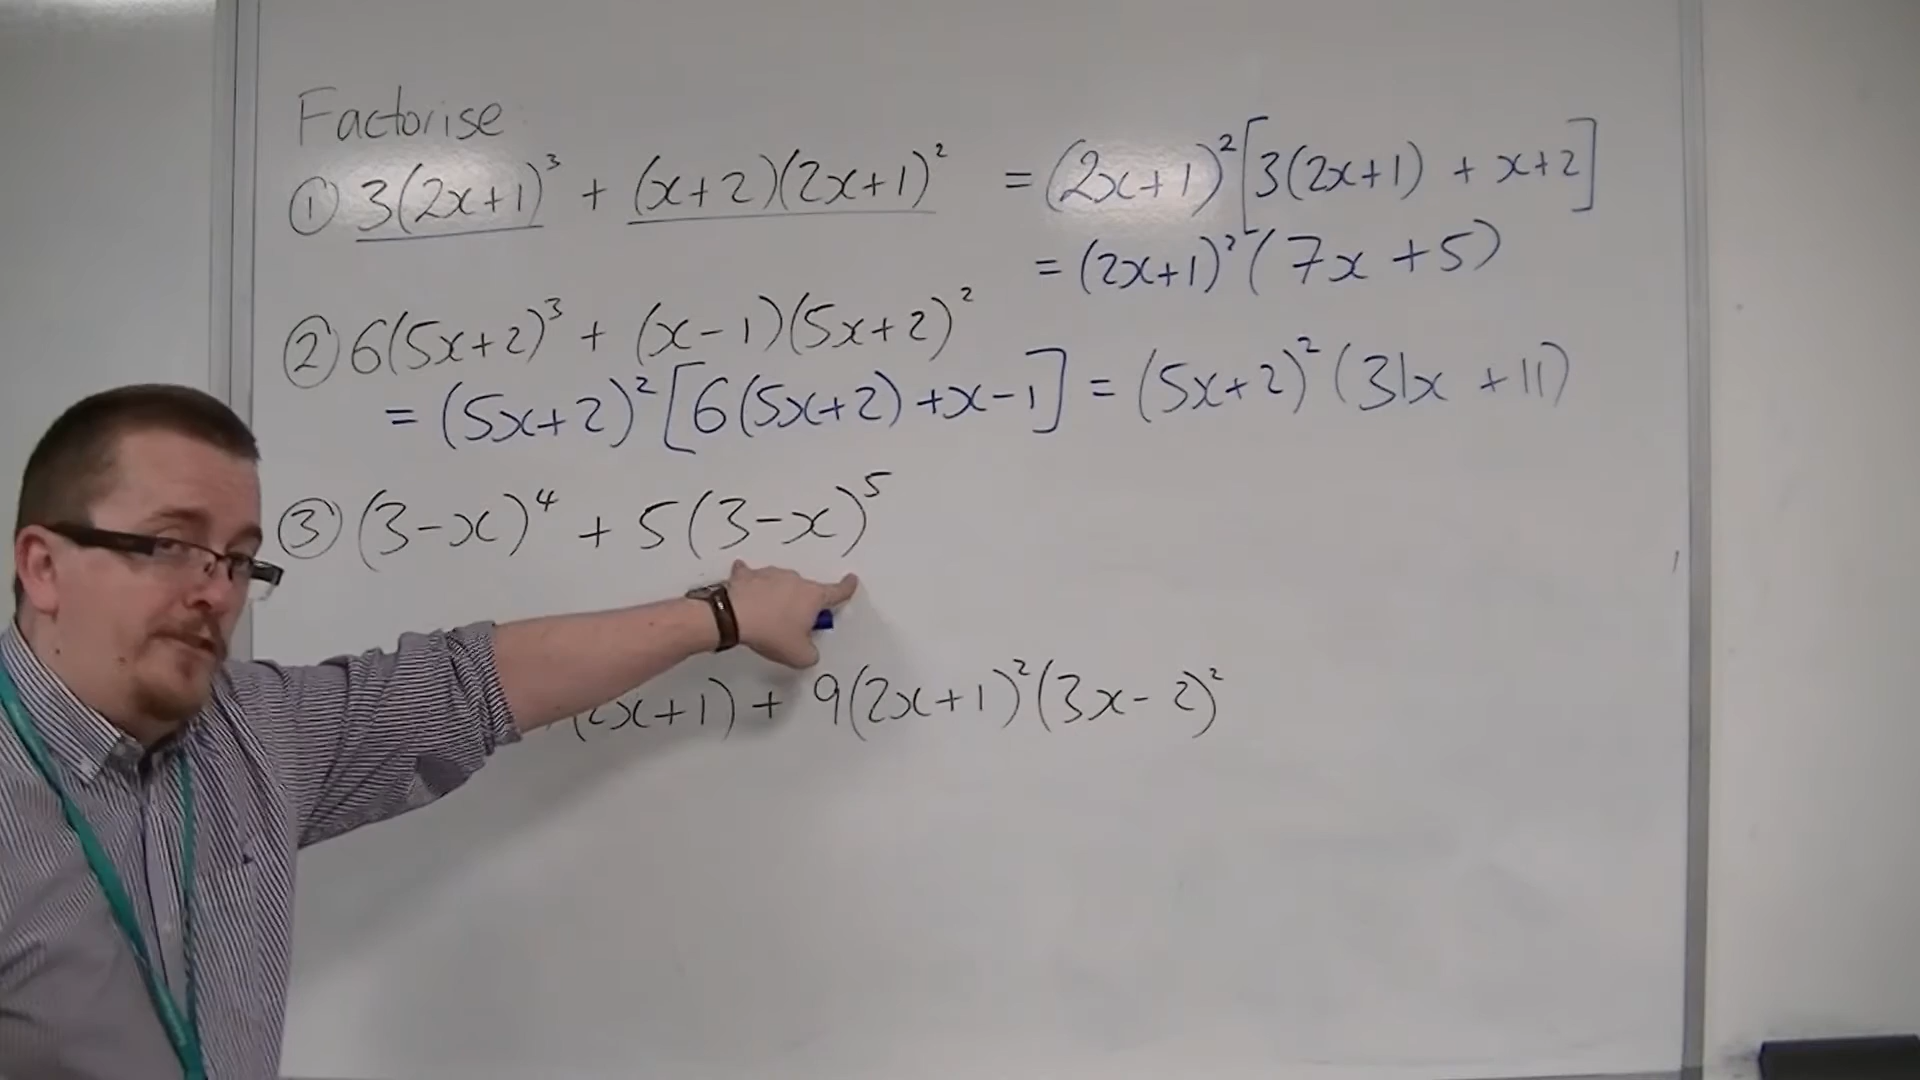 Factorise
① 3(2x+1)³ + (x+2)(2x+1)² = (2x+1)²[3(2x+1) + x+2]
= (2x+1)²(7x+5)
② 6(5x+2)³ + (x-1)(5x+2)²
= (5x+2)²[6(5x+2)+x-1] = (5x+2)²(31x+11)
③ (3-x)⁴ + 5(3-x)⁵
(2x+1) + 9(2x+1)²(3x-2)²